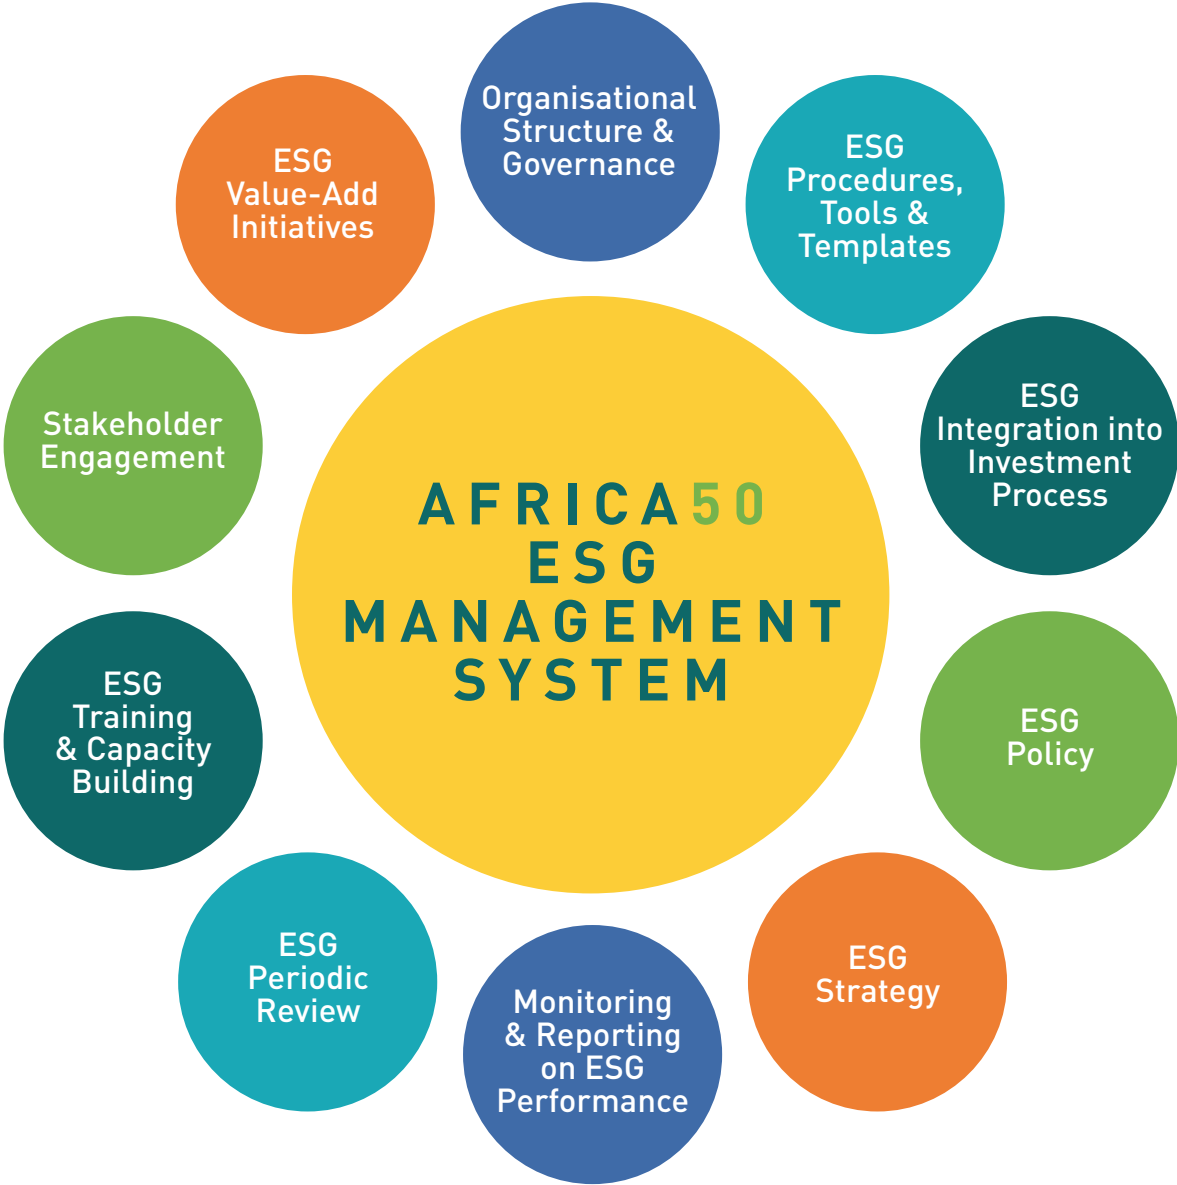 Organisational
Structure &
Governance
ESG
Procedures,
Tools &
Templates
ESG
Integration into
Investment
Process
ESG
Policy
ESG
Strategy
Monitoring
& Reporting
on ESG
Performance
ESG
Periodic
Review
ESG
Training
& Capacity
Building
Stakeholder
Engagement
ESG
Value-Add
Initiatives
AFRICA50
ESG
MANAGEMENT
SYSTEM